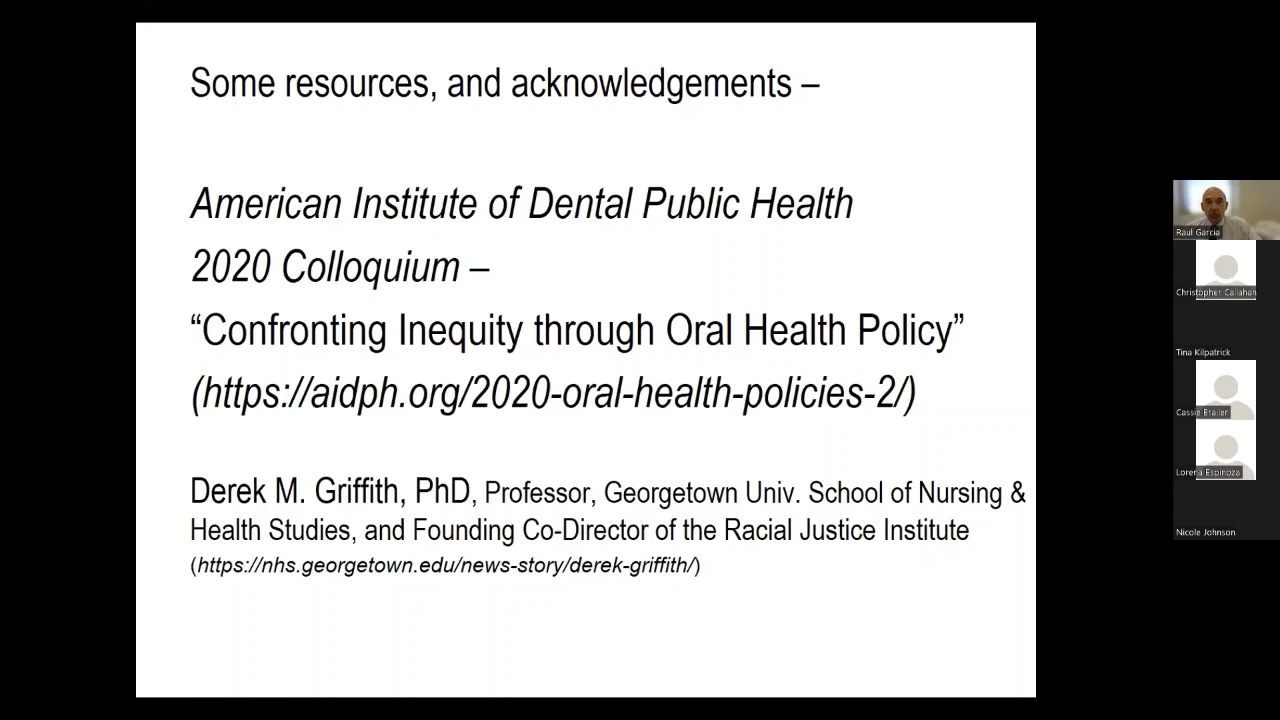 Some resources, and acknowledgements –
American Institute of Dental Public Health
2020 Colloquium –
“Confronting Inequity through Oral Health Policy”
(https://aidph.org/2020-oral-health-policies-2/)
Derek M. Griffith, PhD, Professor, Georgetown Univ. School of Nursing &
Health Studies, and Founding Co-Director of the Racial Justice Institute
(https://nhs.georgetown.edu/news-story/derek-griffith/)
Raul Garcia
Christopher Callahan
Tina Kilpatrick
Cassie Brailer
Lorena Espinoza
Nicole Johnson